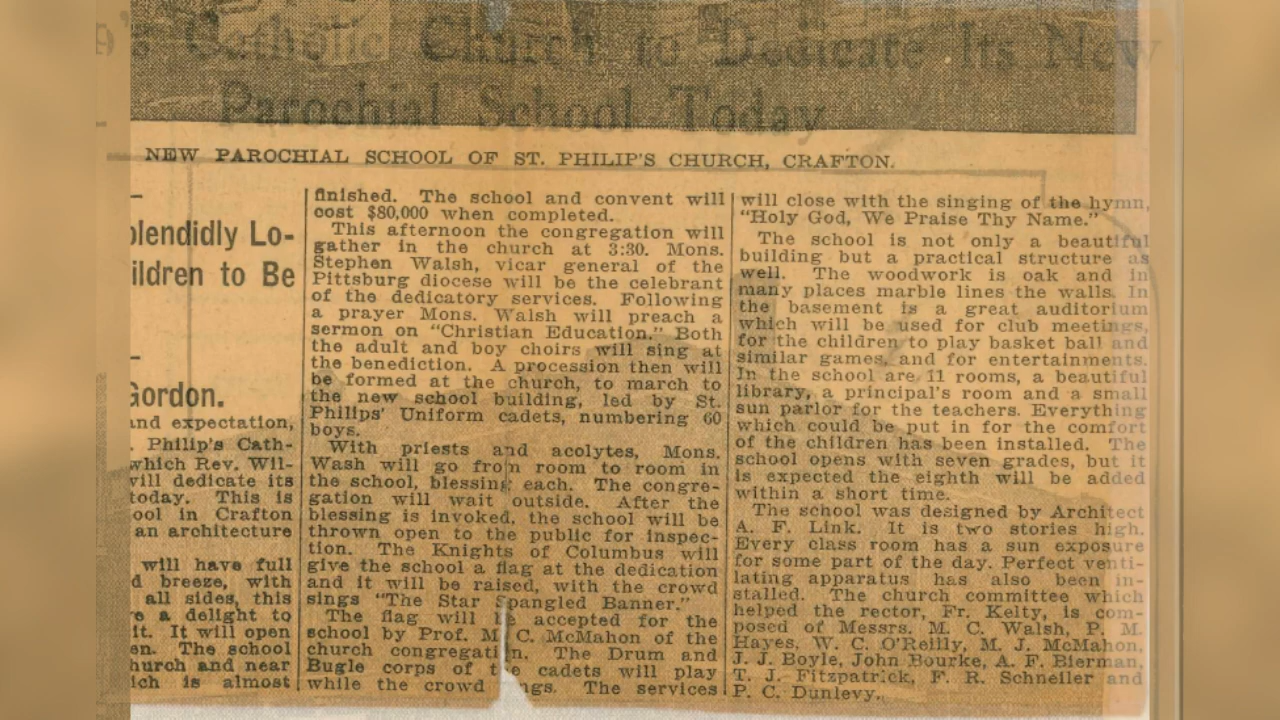 's Catholic Church to Dedicate Its New
Parochial School Today
NEW PAROCHIAL SCHOOL OF ST. PHILIP'S CHURCH, CRAFTON.
plendidly Lo-
ildren to Be
Gordon.
and expectation,
. Philip's Cath-
which Rev. Wil-
will dedicate its
today. This is
ool in Crafton
an architecture
will have full
d breeze, with
all sides, this
e a delight to
it. It will open
en. The school
hurch and near
ich is almost
finished. The school and convent will
cost $80,000 when completed.
This afternoon the congregation will
gather in the church at 3:30. Mons.
Stephen Walsh, vicar general of the
Pittsburg diocese will be the celebrant
of the dedicatory services. Following
a prayer Mons. Walsh will preach a
sermon on "Christian Education." Both
the adult and boy choirs will sing at
the benediction. A procession then will
be formed at the church, to march to
the new school building, led by St.
Philips' Uniform cadets, numbering 60
boys.
With priests and acolytes, Mons.
Wash will go from room to room in
the school, blessing each. The congre-
gation will wait outside. After the
blessing is invoked, the school will be
thrown open to the public for inspec-
tion. The Knights of Columbus will
give the school a flag at the dedication
and it will be raised, with the crowd
sings "The Star Spangled Banner."
The flag will be accepted for the
school by Prof. M. C. McMahon of the
church congregation. The Drum and
Bugle corps of the cadets will play
while the crowd ngs. The services
will close with the singing of the hymn,
"Holy God, We Praise Thy Name."
The school is not only a beautiful
building but a practical structure as
well. The woodwork is oak and in
many places marble lines the walls. In
the basement is a great auditorium
which will be used for club meetings,
for the children to play basket ball and
similar games, and for entertainments.
In the school are 11 rooms, a beautiful
library, a principal's room and a small
sun parlor for the teachers. Everything
which could be put in for the comfort
of the children has been installed. The
school opens with seven grades, but it
is expected the eighth will be added
within a short time.
The school was designed by Architect
A. F. Link. It is two stories high.
Every class room has a sun exposure
for some part of the day. Perfect venti-
lating apparatus has also been in-
stalled. The church committee which
helped the rector, Fr. Kelty, is com-
posed of Messrs. M. C. Walsh, P. M.
Hayes, W. C. O'Reilly, M. J. McMahon,
J. J. Boyle, John Bourke, A. F. Bierman,
T. J. Fitzpatrick, F. R. Schneller and
P. C. Dunlevy.